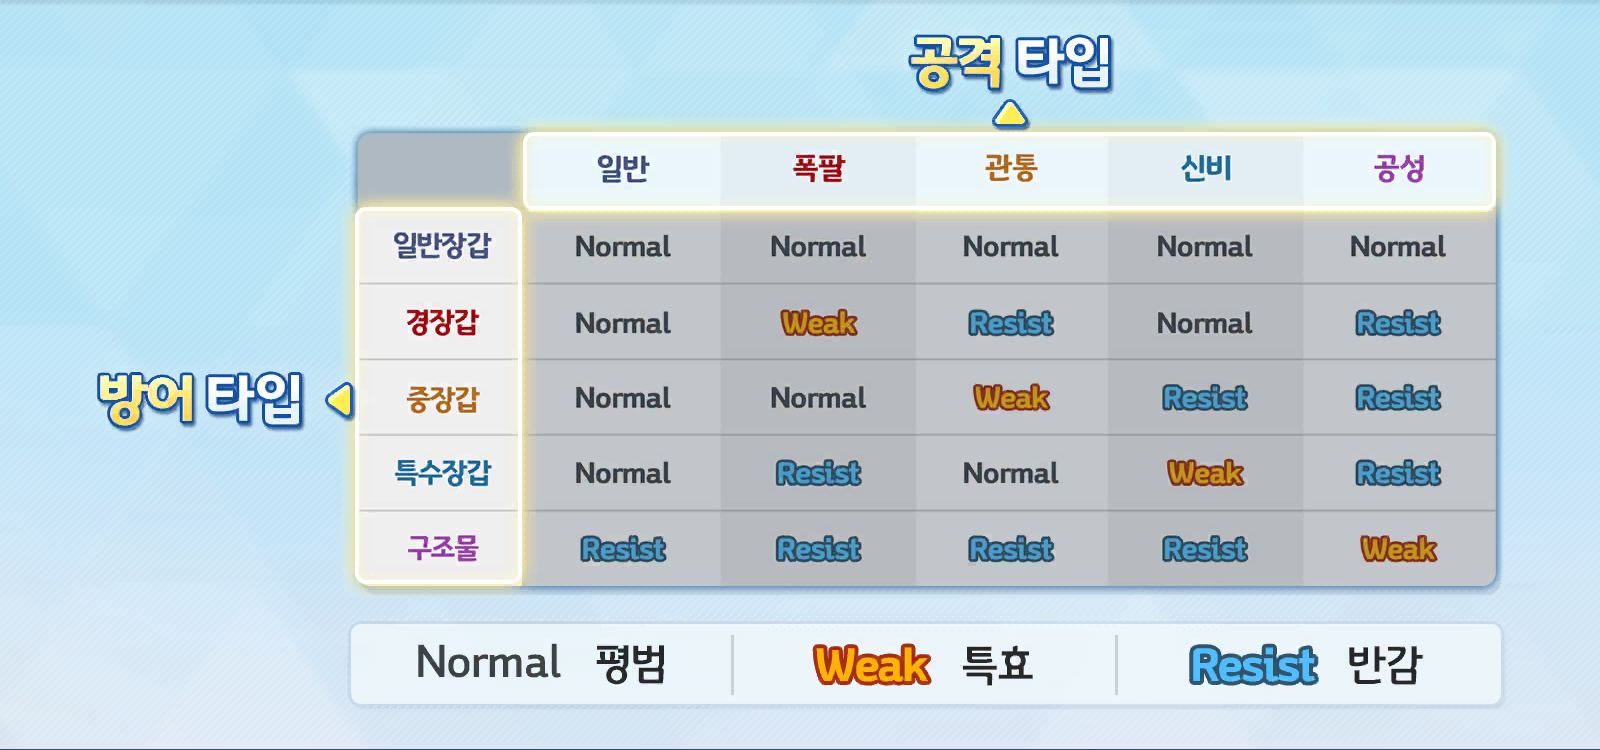 공격 타입
일반 폭팔 관통 신비 공성
일반장갑 Normal Normal Normal Normal Normal
경장갑 Normal Weak Resist Normal Resist
방어 타입
중장갑 Normal Normal Weak Resist Resist
특수장갑 Normal Resist Normal Weak Resist
구조물 Resist Resist Resist Resist Weak
Normal 평범 Weak 특효 Resist 반감